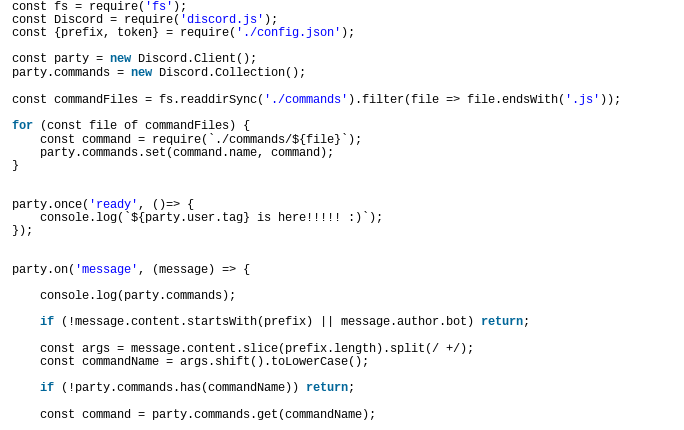 const fs = require('fs');
const Discord = require('discord.js');
const {prefix, token} = require('./config.json');
const party = new Discord.Client();
party.commands = new Discord.Collection();
const commandFiles = fs.readdirSync('./commands').filter(file => file.endsWith('.js'));
for (const file of commandFiles) {
    const command = require(`./commands/${file}`);
    party.commands.set(command.name, command);
}
party.once('ready', ()=> {
    console.log(`${party.user.tag} is here!!!!! :)`);
});
party.on('message', (message) => {
    console.log(party.commands);
    if (!message.content.startsWith(prefix) || message.author.bot) return;
    const args = message.content.slice(prefix.length).split(/ +/);
    const commandName = args.shift().toLowerCase();
    if (!party.commands.has(commandName)) return;
    const command = party.commands.get(commandName);